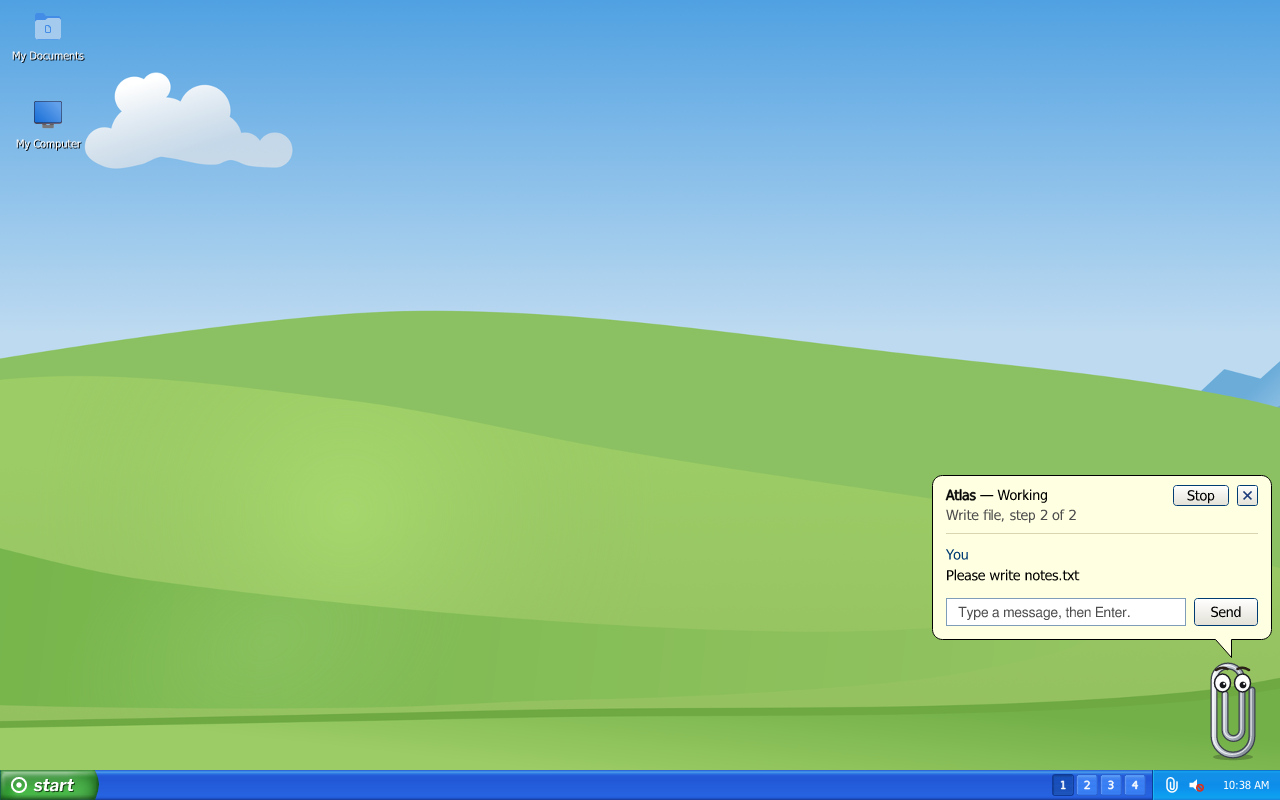 My Documents
My Computer
Atlas — Working
Stop
Write file, step 2 of 2
You
Please write notes.txt
Type a message, then Enter.
Send
start
1 2 3 4
10:38 AM